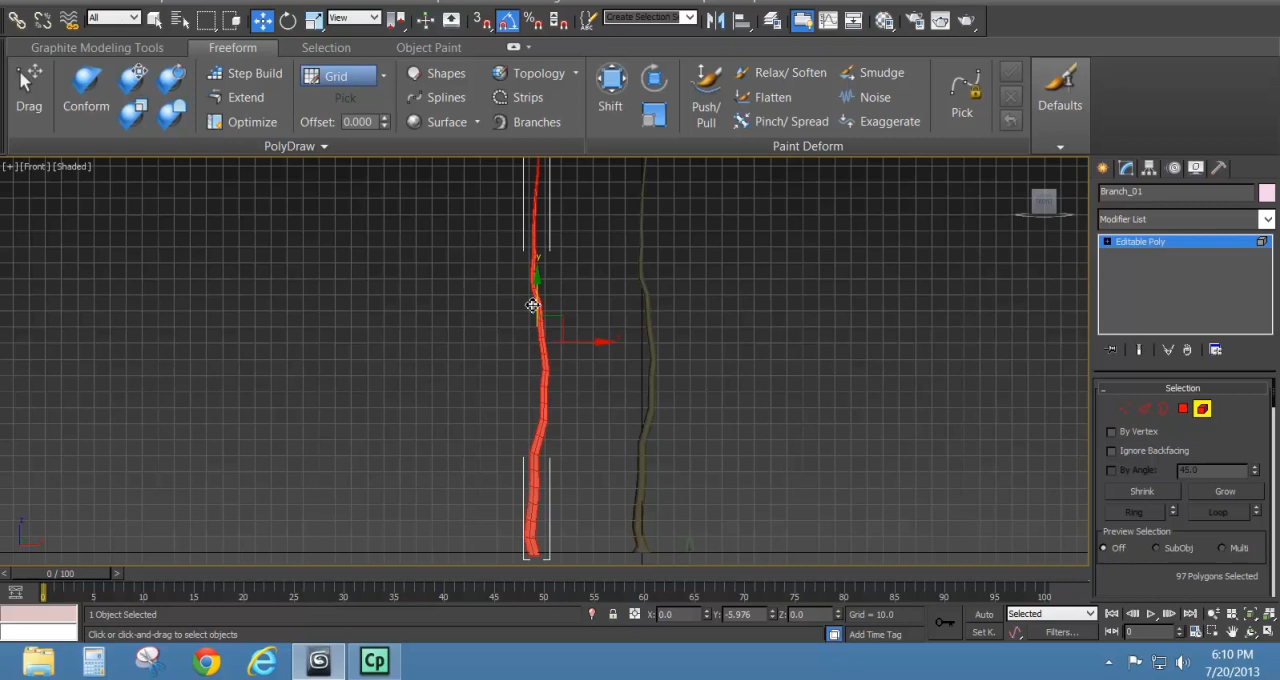 All
View
3
Create Selection S
Graphite Modeling Tools
Freeform
Selection
Object Paint
Drag
Conform
Step Build
Extend
Optimize
Grid
Pick
Offset: 0.000
PolyDraw
Shapes
Splines
Surface
Topology
Strips
Branches
Shift
Push/
Pull
Relax/ Soften
Flatten
Pinch/ Spread
Smudge
Noise
Exaggerate
Paint Deform
Pick
Defaults
[+] [Front] [Shaded]
y
Branch_01
Modifier List
Editable Poly
Selection
By Vertex
Ignore Backfacing
By Angle: 45.0
Shrink
Grow
Ring
Loop
Preview Selection
Off
SubObj
Multi
97 Polygons Selected
0 / 100
0 5 10 15 20 25 30 35 40 45 50 55 60 65 70 75 80 85 90 95 100
1 Object Selected
X: 0.0
Y: -5.976
Z: 0.0
Grid = 10.0
Auto
Selected
Click or click-and-drag to select objects
Add Time Tag
Set K.
Filters...
0
Cp
6:10 PM
7/20/2013